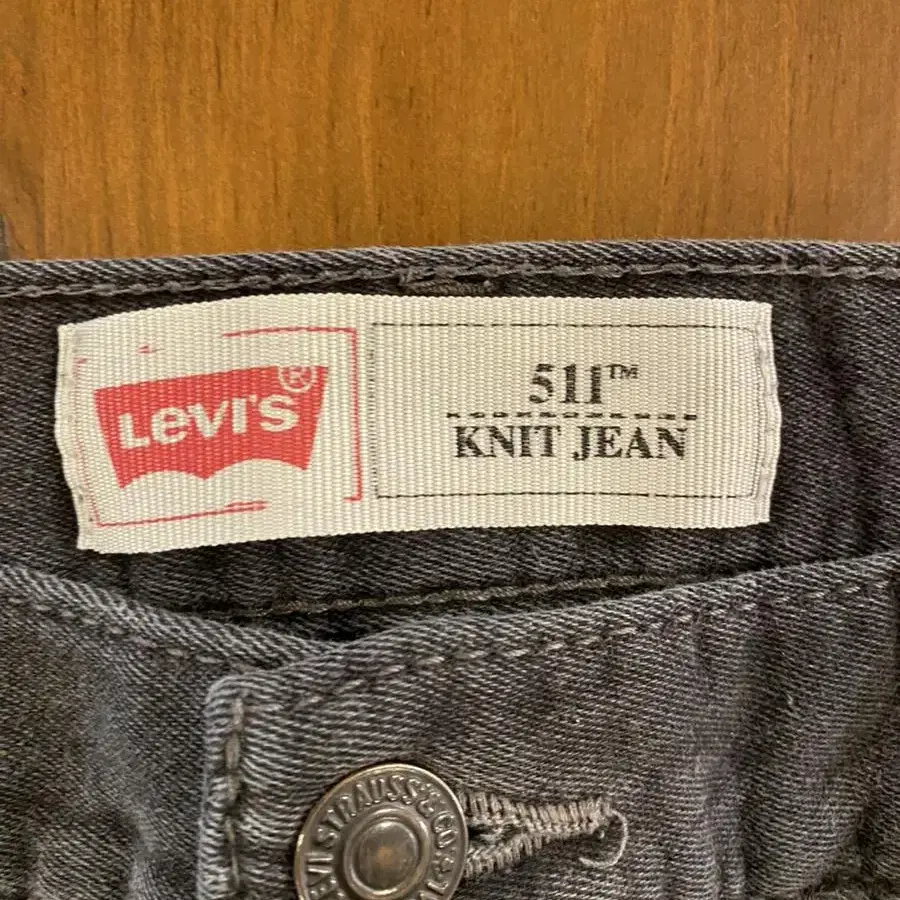 LEVI'S®
511™
KNIT JEAN
LEVI STRAUSS & CO